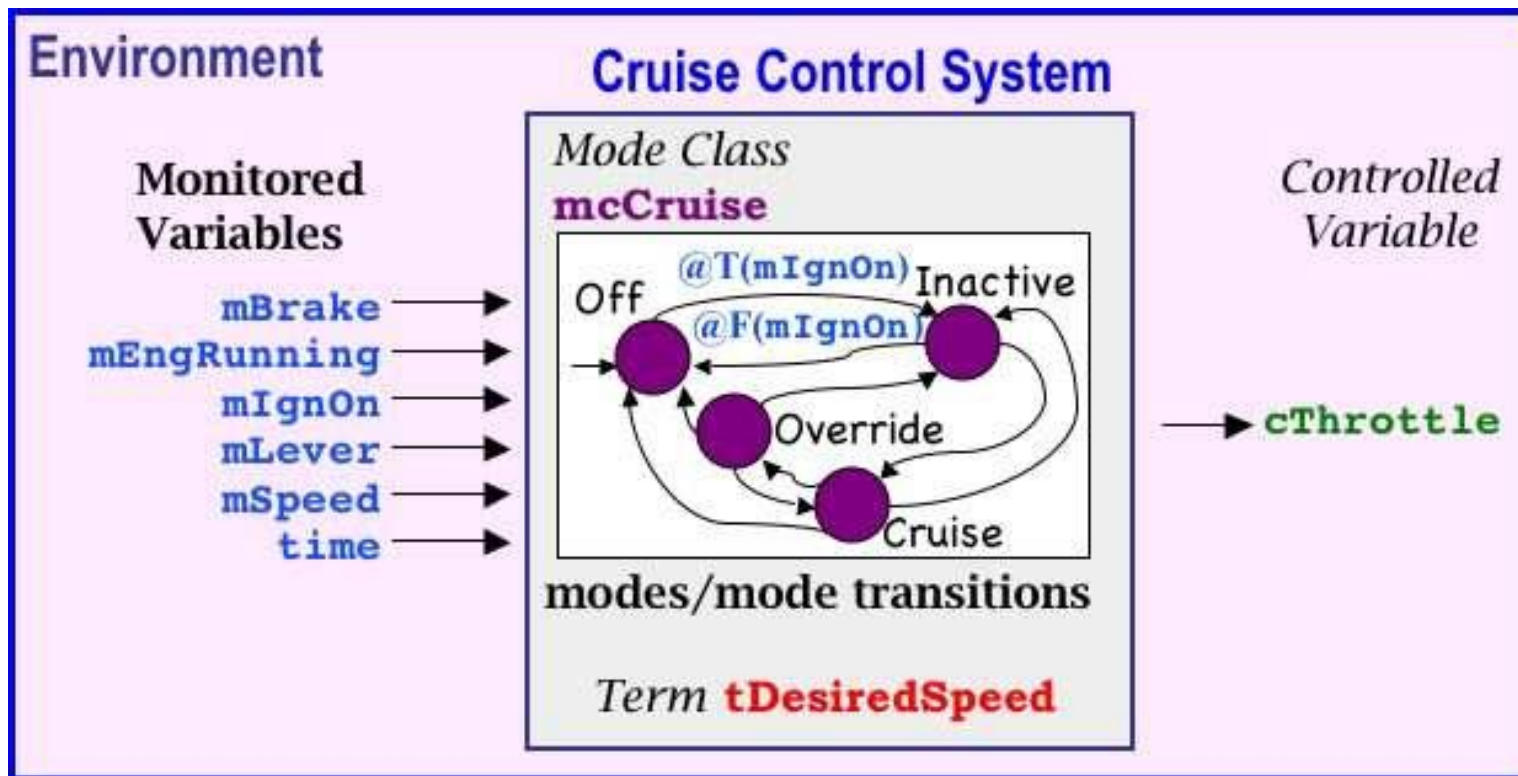 Environment
Cruise Control System
Monitored
Variables
mBrake
mEngRunning
mIgnOn
mLever
mSpeed
time
Mode Class
mcCruise
@T(mIgnOn)
Inactive
Off
@F(mIgnOn)
Override
Cruise
modes/mode transitions
Term tDesiredSpeed
Controlled
Variable
cThrottle